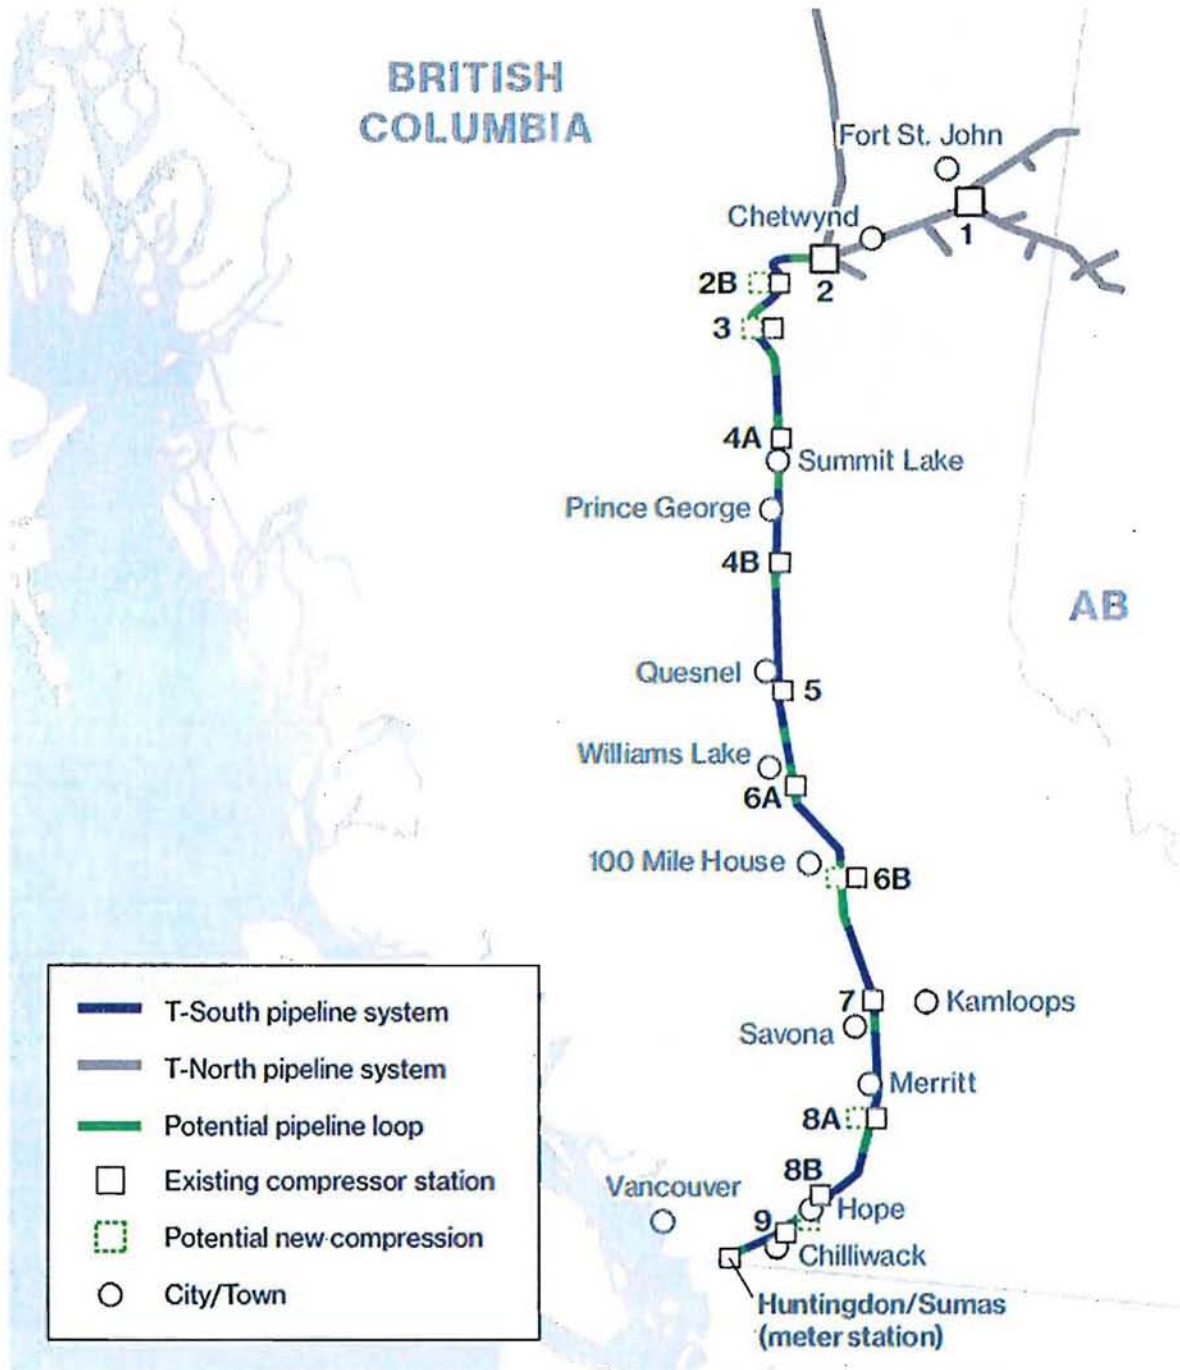 BRITISH
COLUMBIA
Fort St. John
Chetwynd
1
2
2B
3
4A
Summit Lake
Prince George
4B
AB
Quesnel
5
Williams Lake
6A
100 Mile House
6B
7
Kamloops
Savona
Merritt
8A
8B
Vancouver
Hope
9
Chilliwack
Huntingdon/Sumas
(meter station)
T-South pipeline system
T-North pipeline system
Potential pipeline loop
Existing compressor station
Potential new compression
City/Town